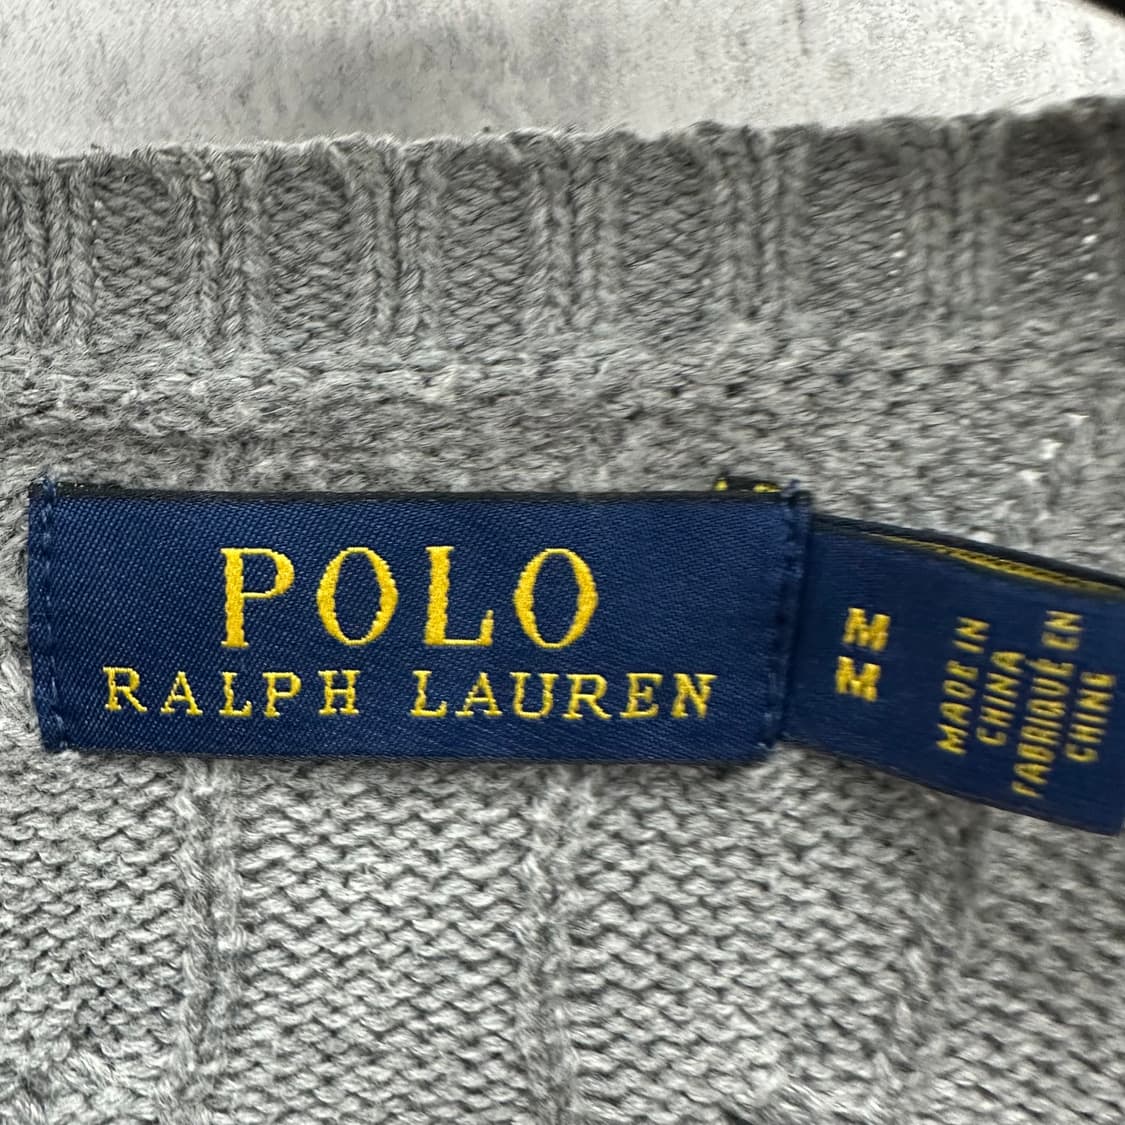 POLO
RALPH LAUREN
M
M
MADE IN
CHINA
FABRIQUÉ EN
CHINE